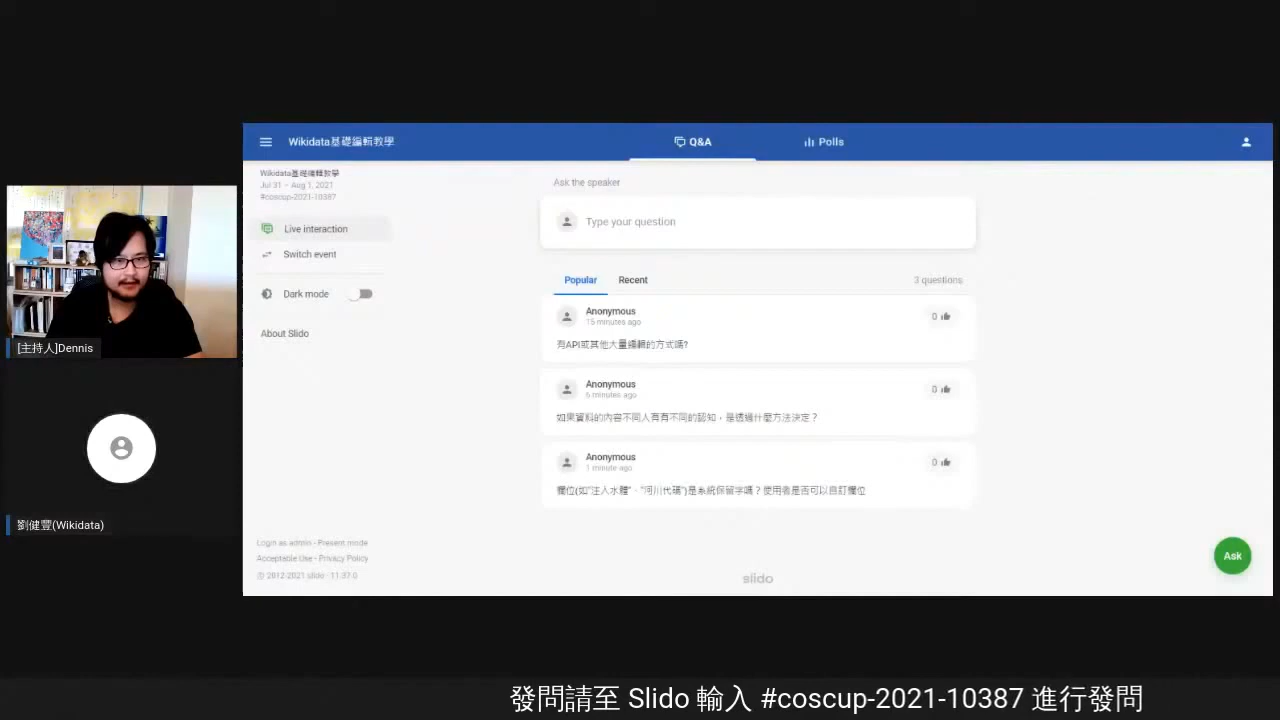 Wikidata基礎編輯教學
Q&A
Polls
Wikidata基礎編輯教學
Jul 31 – Aug 1, 2021
#coscup-2021-10387
Live interaction
Switch event
Dark mode
About Slido
Login as admin - Present mode
Acceptable Use - Privacy Policy
© 2012-2021 slido - 11.37.0
Ask the speaker
Type your question
Popular
Recent
3 questions
Anonymous
15 minutes ago
0
有API或其他大量編輯的方式嗎?
Anonymous
6 minutes ago
0
如果資料的內容不同人有有不同的認知，是透過什麼方法決定？
Anonymous
1 minute ago
0
欄位(如"注入水體"、"河川代碼")是系統保留字嗎？使用者是否可以自訂欄位
Ask
slido
[主持人]Dennis
劉健豐(Wikidata)
發問請至 Slido 輸入 #coscup-2021-10387 進行發問